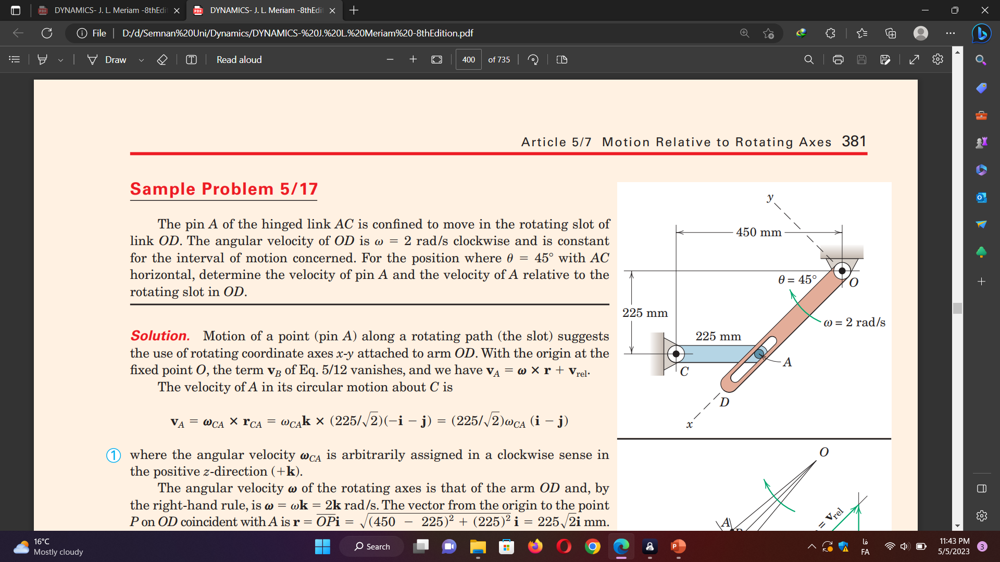 DYNAMICS- J. L. Meriam -8thEdi
DYNAMICS- J. L. Meriam -8thEdi
File
D:/d/Semnan%20Uni/Dynamics/DYNAMICS-%20J.%20L.%20Meriam%20-8thEdition.pdf
Draw
Read aloud
400 of 735
Article 5/7 Motion Relative to Rotating Axes 381
Sample Problem 5/17
The pin A of the hinged link AC is confined to move in the rotating slot of
link OD. The angular velocity of OD is ω = 2 rad/s clockwise and is constant
for the interval of motion concerned. For the position where θ = 45° with AC
horizontal, determine the velocity of pin A and the velocity of A relative to the
rotating slot in OD.
Solution. Motion of a point (pin A) along a rotating path (the slot) suggests
the use of rotating coordinate axes x-y attached to arm OD. With the origin at the
fixed point O, the term vB of Eq. 5/12 vanishes, and we have vA = ω × r + vrel.
The velocity of A in its circular motion about C is
vA = ωCA × rCA = ωCAk × (225/√2)(−i − j) = (225/√2)ωCA (i − j)
① where the angular velocity ωCA is arbitrarily assigned in a clockwise sense in
the positive z-direction (+k).
The angular velocity ω of the rotating axes is that of the arm OD and, by
the right-hand rule, is ω = ωk = 2k rad/s. The vector from the origin to the point
P on OD coincident with A is r = OPi = √(450 − 225)² + (225)² i = 225√2i mm.
y
450 mm
θ = 45°
O
225 mm
ω = 2 rad/s
225 mm
A
C
D
x
O
A
= vrel
16°C
Mostly cloudy
Search
P
فا
FA
11:43 PM
5/5/2023
3